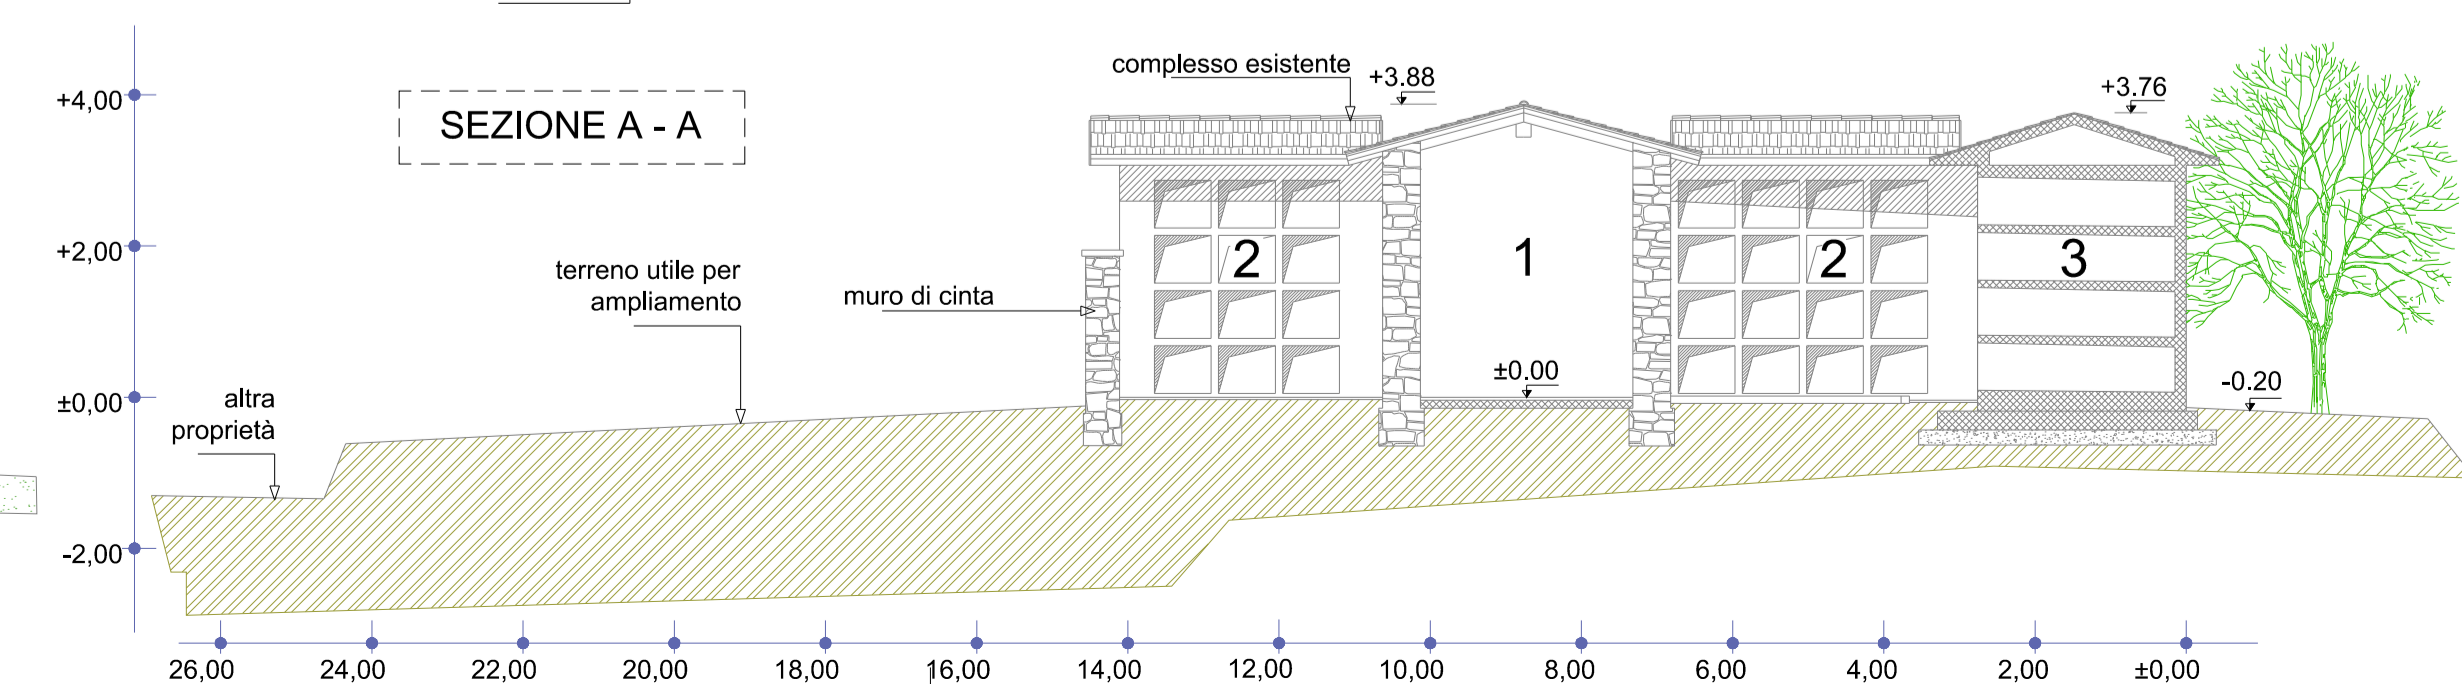 complesso esistente
+3.88
+3.76
+4,00
SEZIONE A - A
+2,00
2
1
2
3
terreno utile per
ampliamento
muro di cinta
±0.00
-0.20
±0,00
altra
proprietà
-2,00
26,00 24,00 22,00 20,00 18,00 16,00 14,00 12,00 10,00 8,00 6,00 4,00 2,00 ±0,00